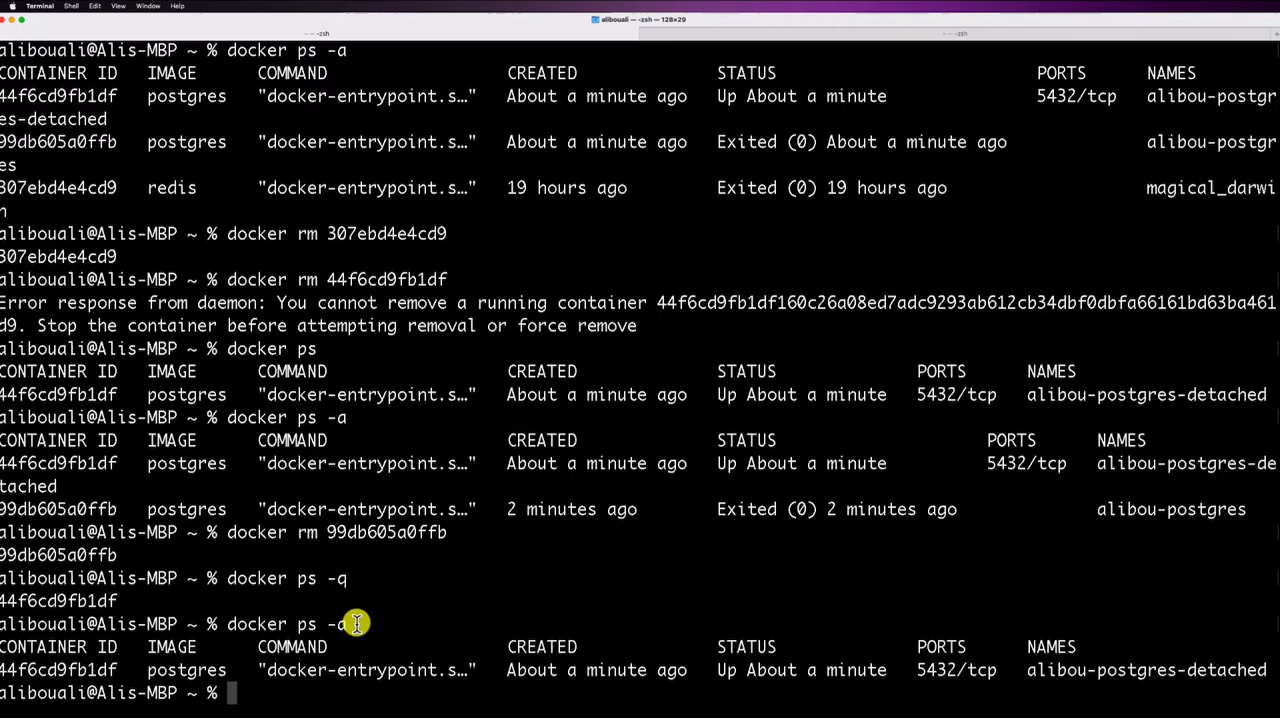 Terminal Shell Edit View Window Help
alibouali — -zsh — 128×29
~ — -zsh ~ — -zsh
alibouali@Alis-MBP ~ % docker ps -a
CONTAINER ID IMAGE COMMAND CREATED STATUS PORTS NAMES
44f6cd9fb1df postgres "docker-entrypoint.s…" About a minute ago Up About a minute 5432/tcp alibou-postgr
es-detached
99db605a0ffb postgres "docker-entrypoint.s…" About a minute ago Exited (0) About a minute ago alibou-postgr
es
307ebd4e4cd9 redis "docker-entrypoint.s…" 19 hours ago Exited (0) 19 hours ago magical_darwi
n
alibouali@Alis-MBP ~ % docker rm 307ebd4e4cd9
307ebd4e4cd9
alibouali@Alis-MBP ~ % docker rm 44f6cd9fb1df
Error response from daemon: You cannot remove a running container 44f6cd9fb1df160c26a08ed7adc9293ab612cb34dbf0dbfa66161bd63ba461
d9. Stop the container before attempting removal or force remove
alibouali@Alis-MBP ~ % docker ps
CONTAINER ID IMAGE COMMAND CREATED STATUS PORTS NAMES
44f6cd9fb1df postgres "docker-entrypoint.s…" About a minute ago Up About a minute 5432/tcp alibou-postgres-detached
alibouali@Alis-MBP ~ % docker ps -a
CONTAINER ID IMAGE COMMAND CREATED STATUS PORTS NAMES
44f6cd9fb1df postgres "docker-entrypoint.s…" About a minute ago Up About a minute 5432/tcp alibou-postgres-de
tached
99db605a0ffb postgres "docker-entrypoint.s…" 2 minutes ago Exited (0) 2 minutes ago alibou-postgres
alibouali@Alis-MBP ~ % docker rm 99db605a0ffb
99db605a0ffb
alibouali@Alis-MBP ~ % docker ps -q
44f6cd9fb1df
alibouali@Alis-MBP ~ % docker ps -a
CONTAINER ID IMAGE COMMAND CREATED STATUS PORTS NAMES
44f6cd9fb1df postgres "docker-entrypoint.s…" About a minute ago Up About a minute 5432/tcp alibou-postgres-detached
alibouali@Alis-MBP ~ %